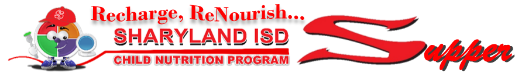 Recharge, ReNourish...
SHARYLAND ISD
CHILD NUTRITION PROGRAM
Supper